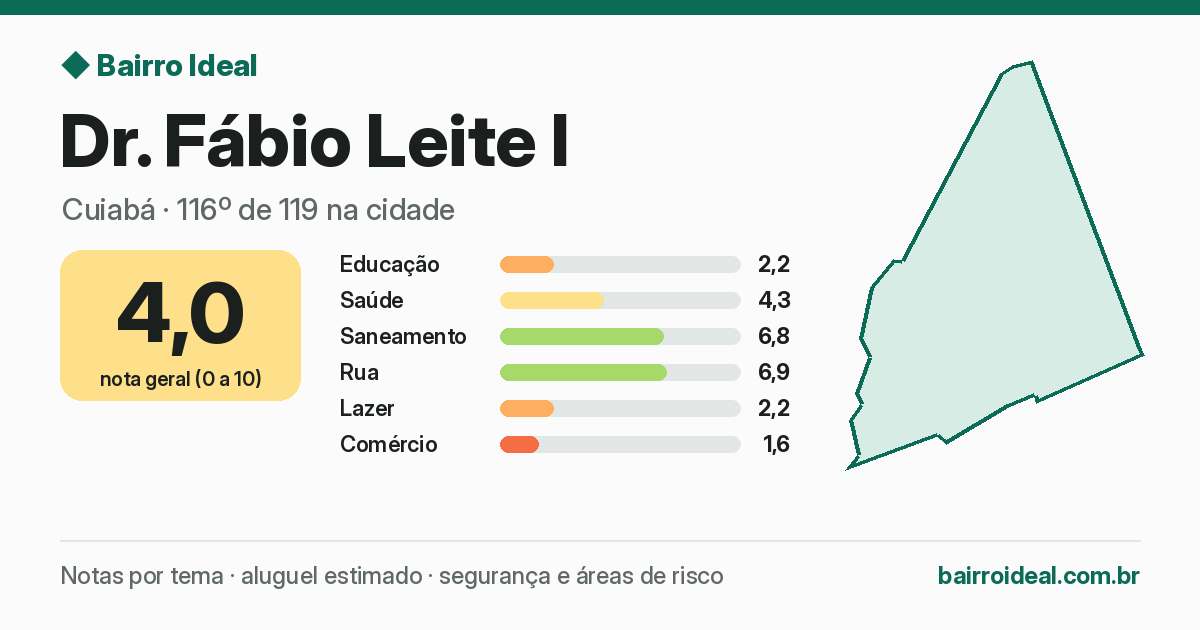 Bairro Ideal
Dr. Fábio Leite I
Cuiabá · 116º de 119 na cidade
4,0
nota geral (0 a 10)
Educação 2,2
Saúde 4,3
Saneamento 6,8
Rua 6,9
Lazer 2,2
Comércio 1,6
Notas por tema · aluguel estimado · segurança e áreas de risco
bairroideal.com.br